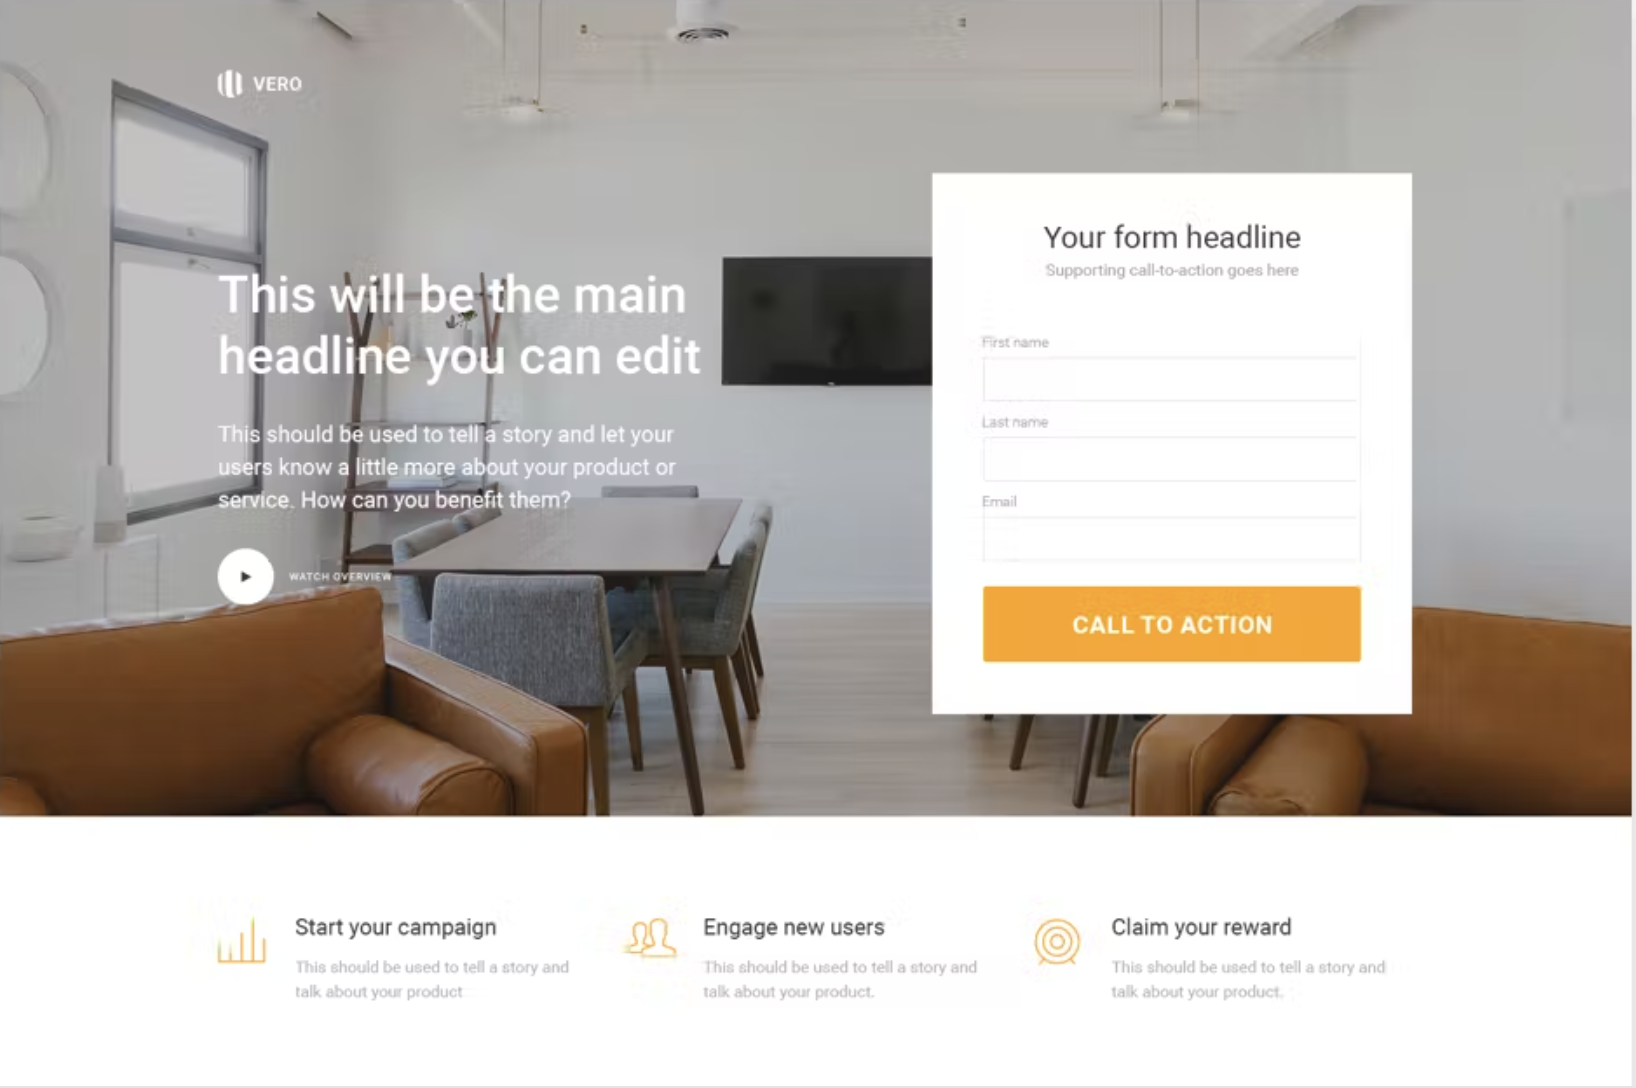 VERO
This will be the main
headline you can edit
This should be used to tell a story and let your
users know a little more about your product or
service. How can you benefit them?
WATCH OVERVIEW
Your form headline
Supporting call-to-action goes here
First name
Last name
Email
CALL TO ACTION
Start your campaign
This should be used to tell a story and
talk about your product
Engage new users
This should be used to tell a story and
talk about your product.
Claim your reward
This should be used to tell a story and
talk about your product.